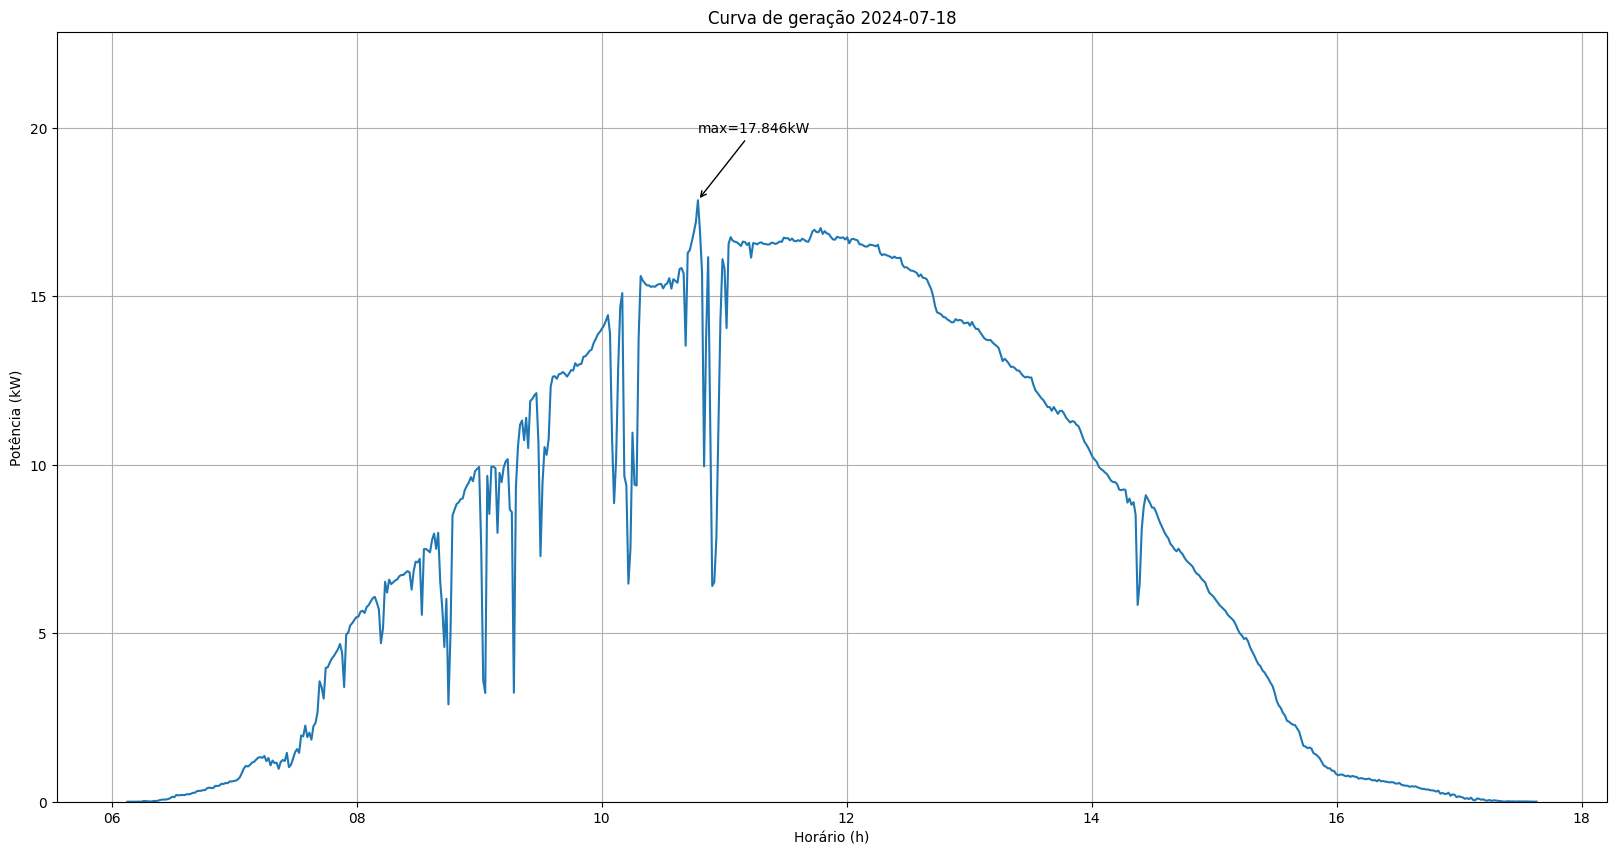 Curva de geração 2024-07-18
20
max=17.846kW
15
10
5
0
Potência (kW)
06 08 10 12 14 16 18
Horário (h)